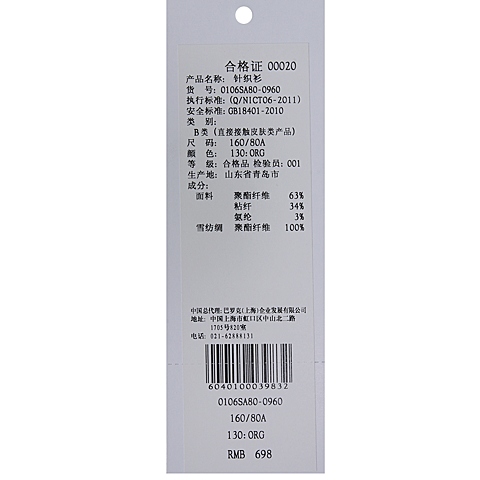 合格证 00020
产品名称: 针织衫
货 号: 0106SA80-0960
执行标准: (Q/NICT06-2011)
安全标准: GB18401-2010
类 别:
B类(直接接触皮肤类产品)
尺 码: 160/80A
颜 色: 130:ORG
等 级: 合格品 检验员: 001
生产地: 山东省青岛市
成分:
面料 聚酯纤维 63%
粘纤 34%
氨纶 3%
雪纺绸 聚酯纤维 100%
中国总代理: 巴罗克(上海)企业发展有限公司
地址: 中国上海市虹口区中山北二路
1705号820室
电话: 021-62888131
6040100039832
0106SA80-0960
160/80A
130:ORG
RMB 698